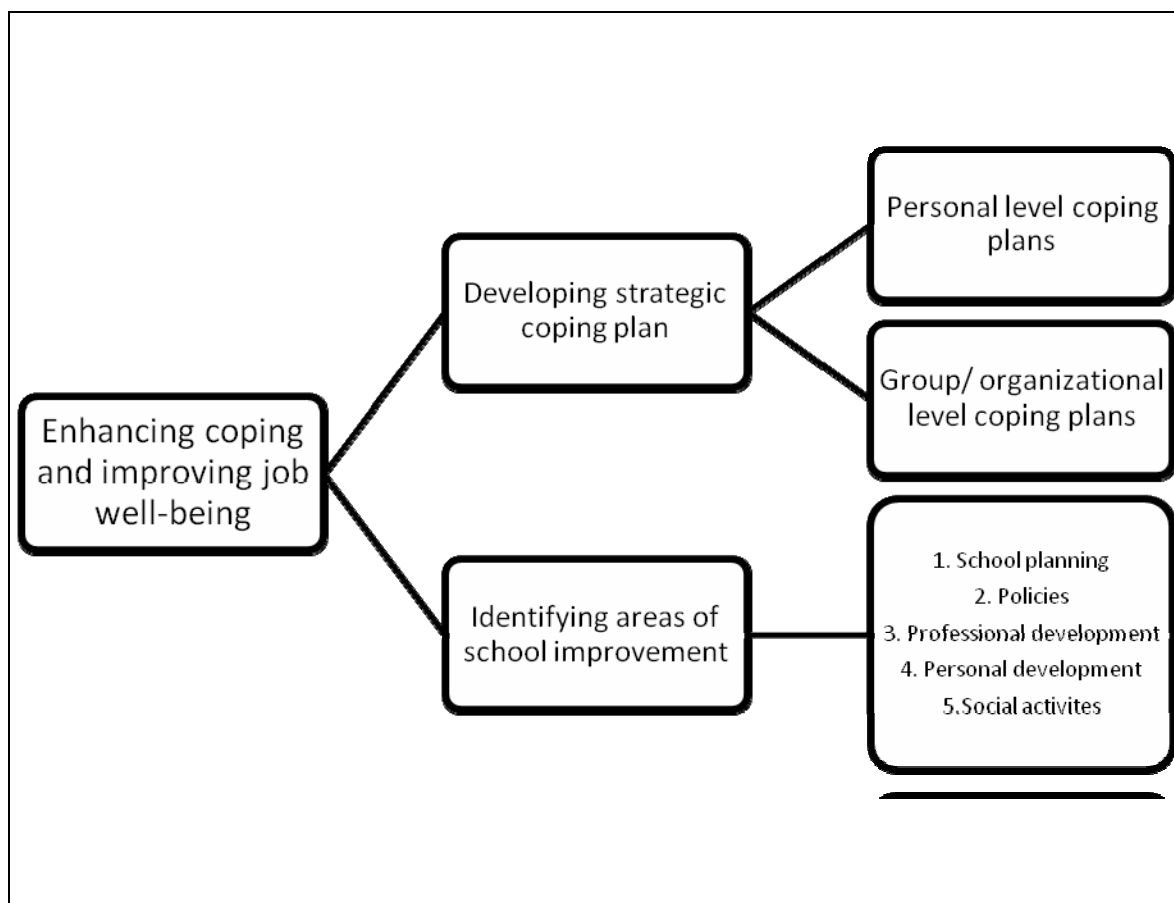 Enhancing coping
and improving job
well-being
Developing strategic
coping plan
Personal level coping
plans
Group/ organizational
level coping plans
Identifying areas of
school improvement
1. School planning
2. Policies
3. Professional development
4. Personal development
5.Social activites